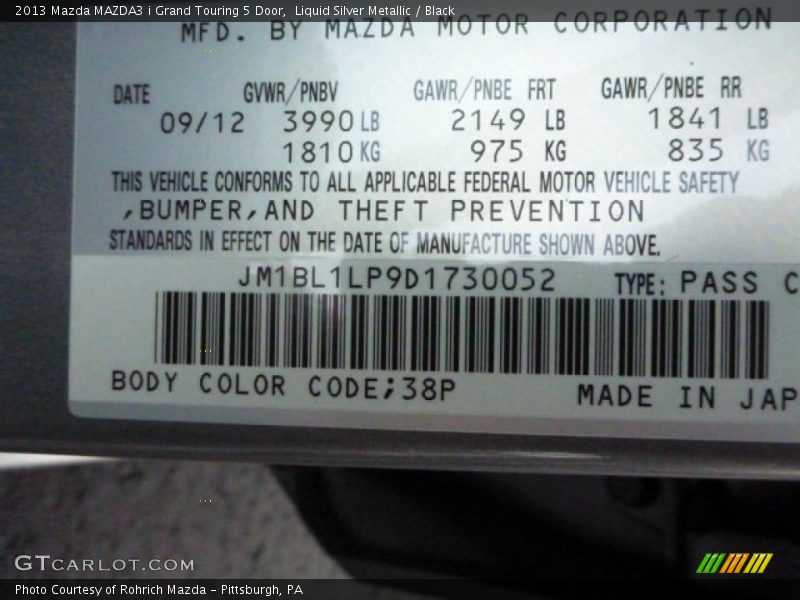 2013 Mazda MAZDA3 i Grand Touring 5 Door, Liquid Silver Metallic / Black
MFD. BY MAZDA MOTOR CORPORATION
DATE GVWR/PNBV GAWR/PNBE FRT GAWR/PNBE RR
09/12 3990 LB 2149 LB 1841 LB
1810 KG 975 KG 835 KG
THIS VEHICLE CONFORMS TO ALL APPLICABLE FEDERAL MOTOR VEHICLE SAFETY
,BUMPER,AND THEFT PREVENTION
STANDARDS IN EFFECT ON THE DATE OF MANUFACTURE SHOWN ABOVE.
JM1BL1LP9D1730052 TYPE: PASS C
BODY COLOR CODE;38P MADE IN JAP
GTCARLOT.COM
Photo Courtesy of Rohrich Mazda - Pittsburgh, PA